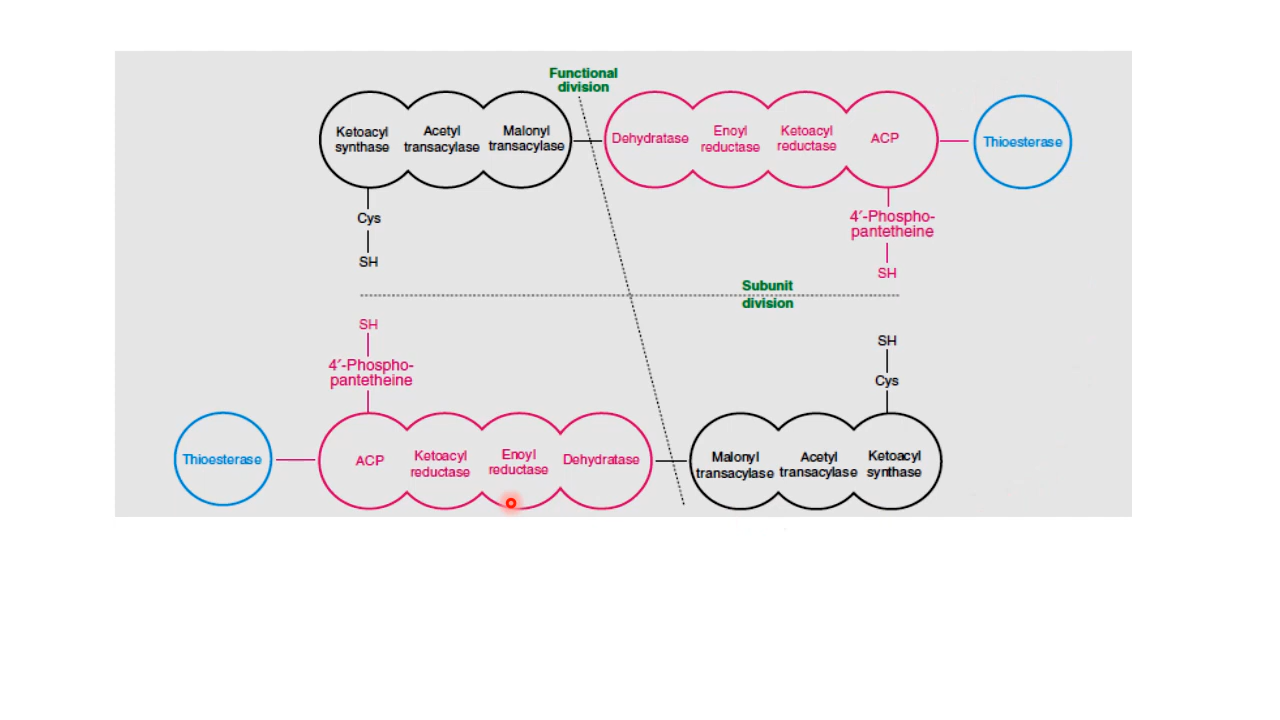 Functional
division
Ketoacyl
synthase
Acetyl
transacylase
Malonyl
transacylase
Dehydratase
Enoyl
reductase
Ketoacyl
reductase
ACP
Thioesterase
Cys
SH
4′-Phospho-
pantetheine
SH
Subunit
division
SH
4′-Phospho-
pantetheine
SH
Cys
Thioesterase
ACP
Ketoacyl
reductase
Enoyl
reductase
Dehydratase
Malonyl
transacylase
Acetyl
transacylase
Ketoacyl
synthase